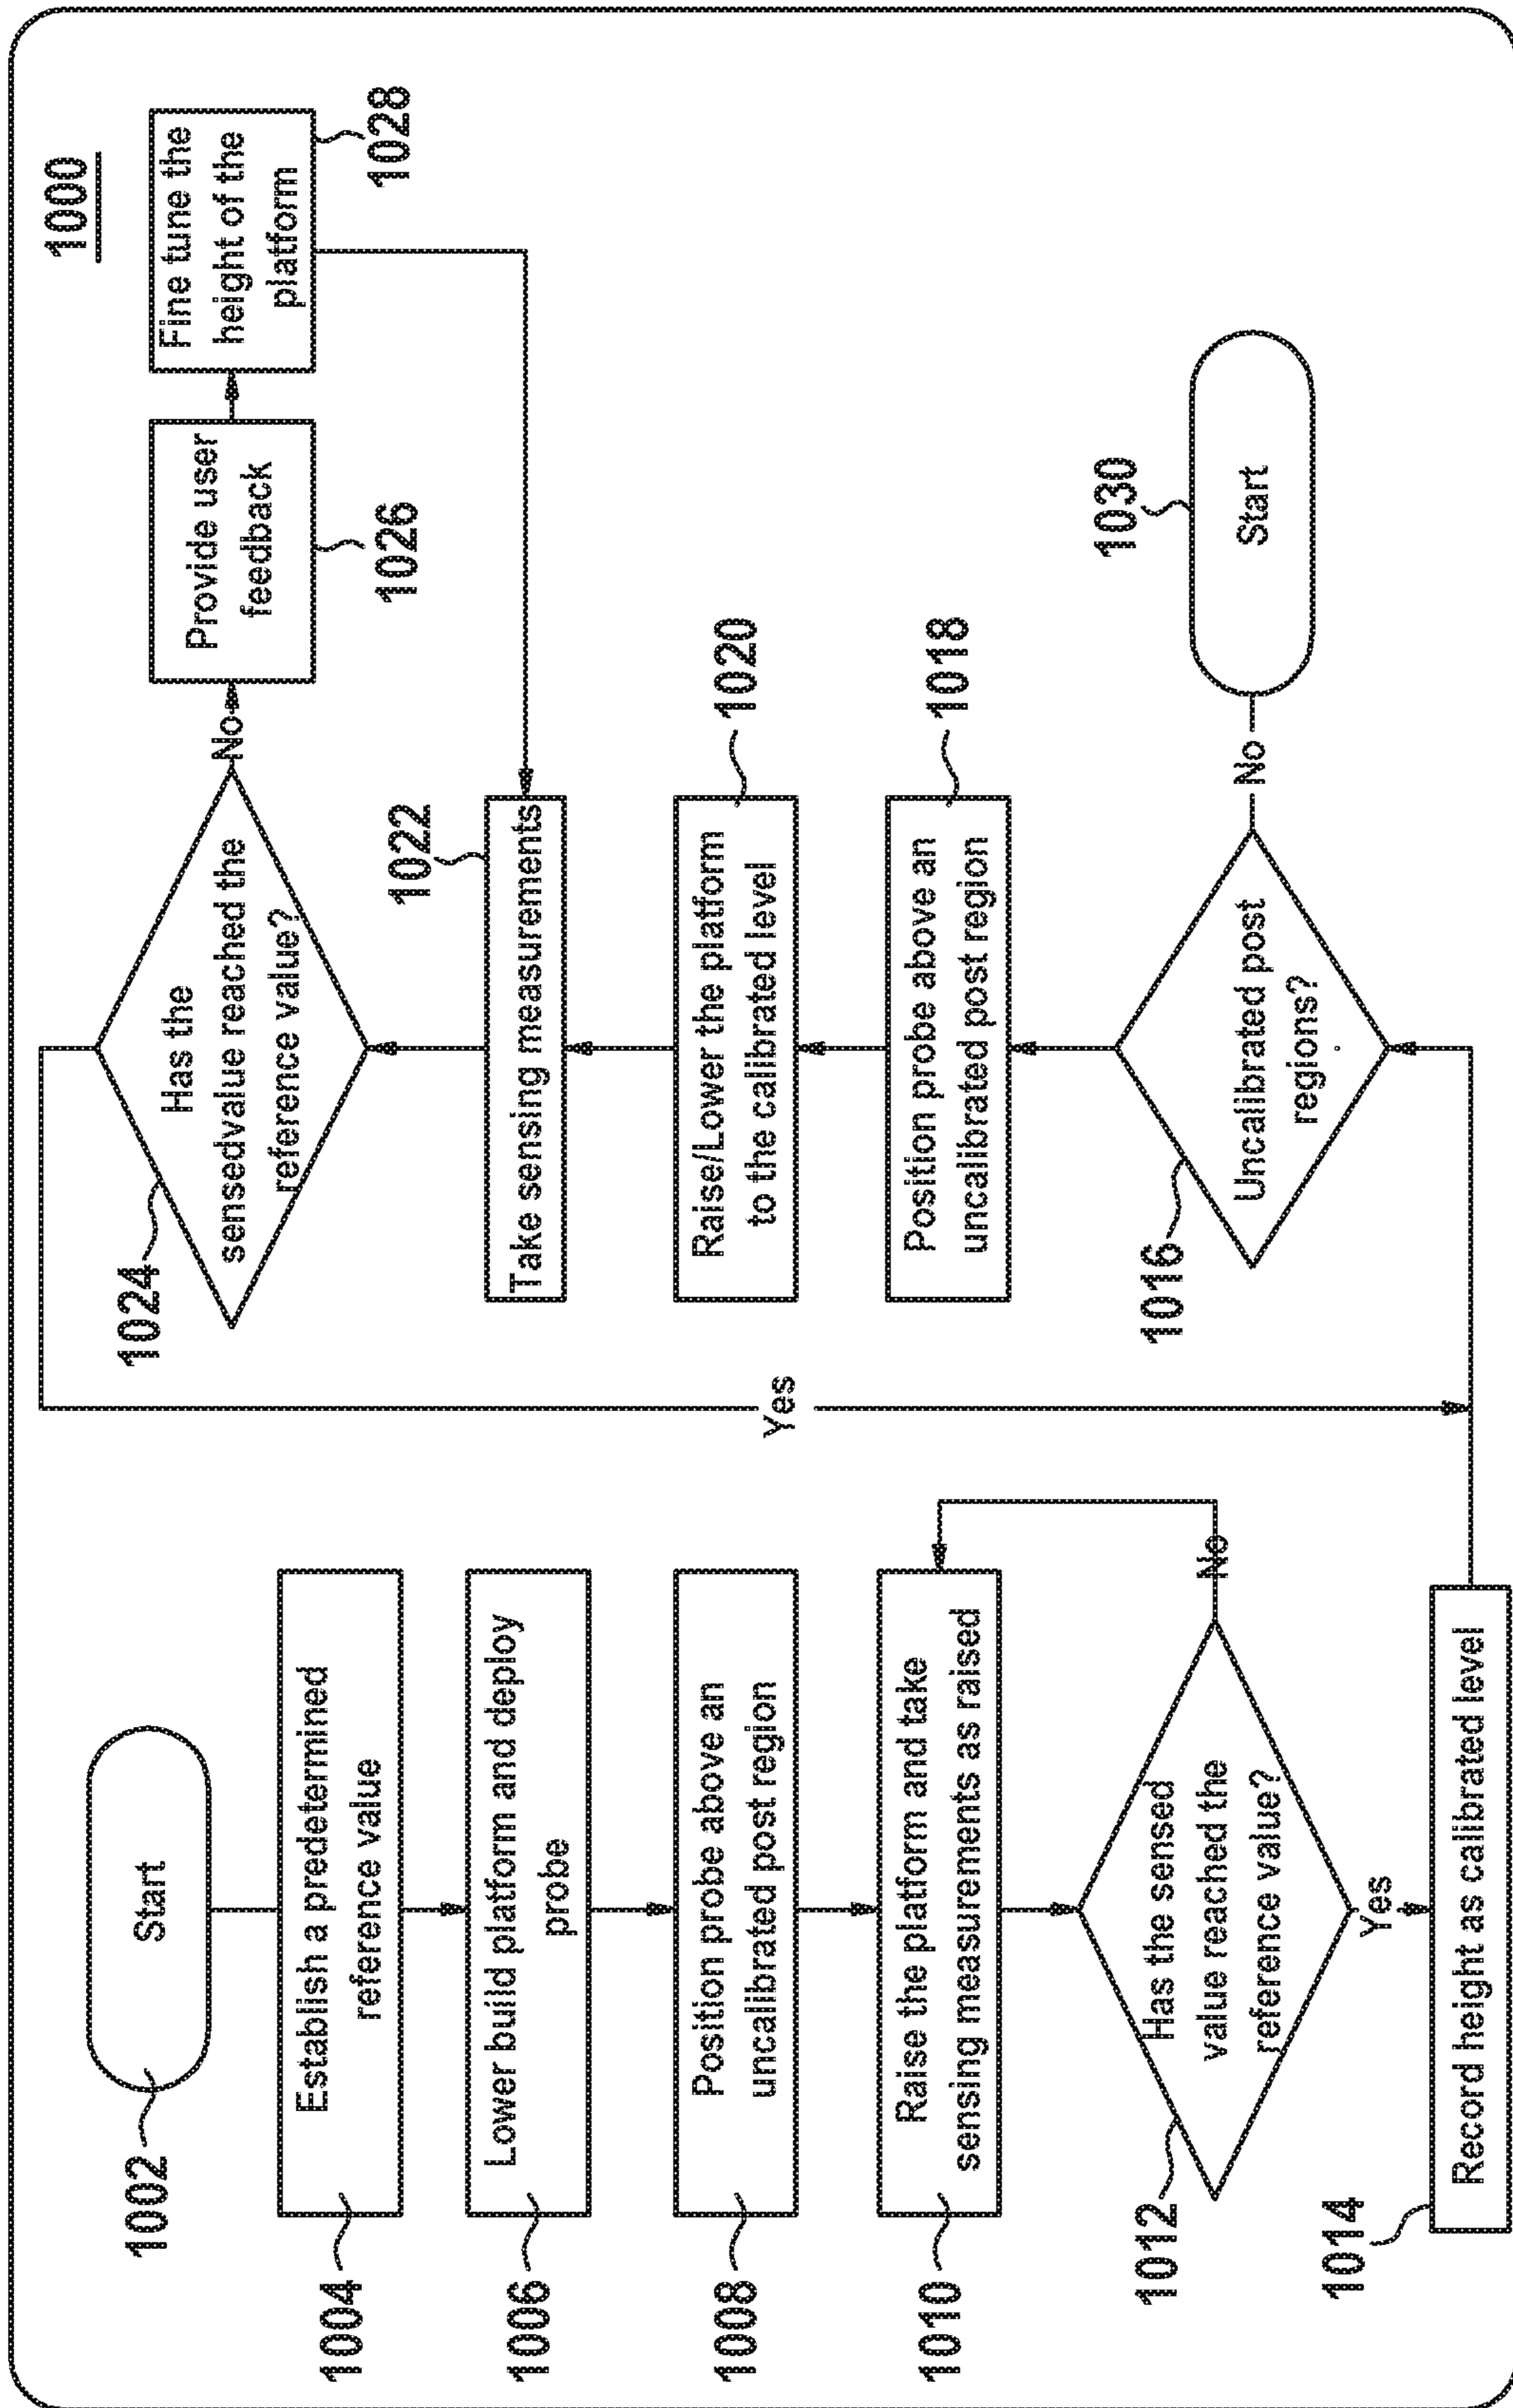 1000
1002
Start
1004
Establish a predetermined
reference value
1006
Lower build platform and deploy
probe
1008
Position probe above an
uncalibrated post region
1010
Raise the platform and take
sensing measurements as raised
1012
Has the sensed
value reached the
reference value?
No
Yes
1014
Record height as calibrated level
1016
Uncalibrated post
regions?
No
1030
Start
1018
Position probe above an
uncalibrated post region
1020
Raise/Lower the platform
to the calibrated level
1022
Take sensing measurements
1024
Has the
sensedvalue reached the
reference value?
Yes
No
1026
Provide user
feedback
1028
Fine tune the
height of the
platform